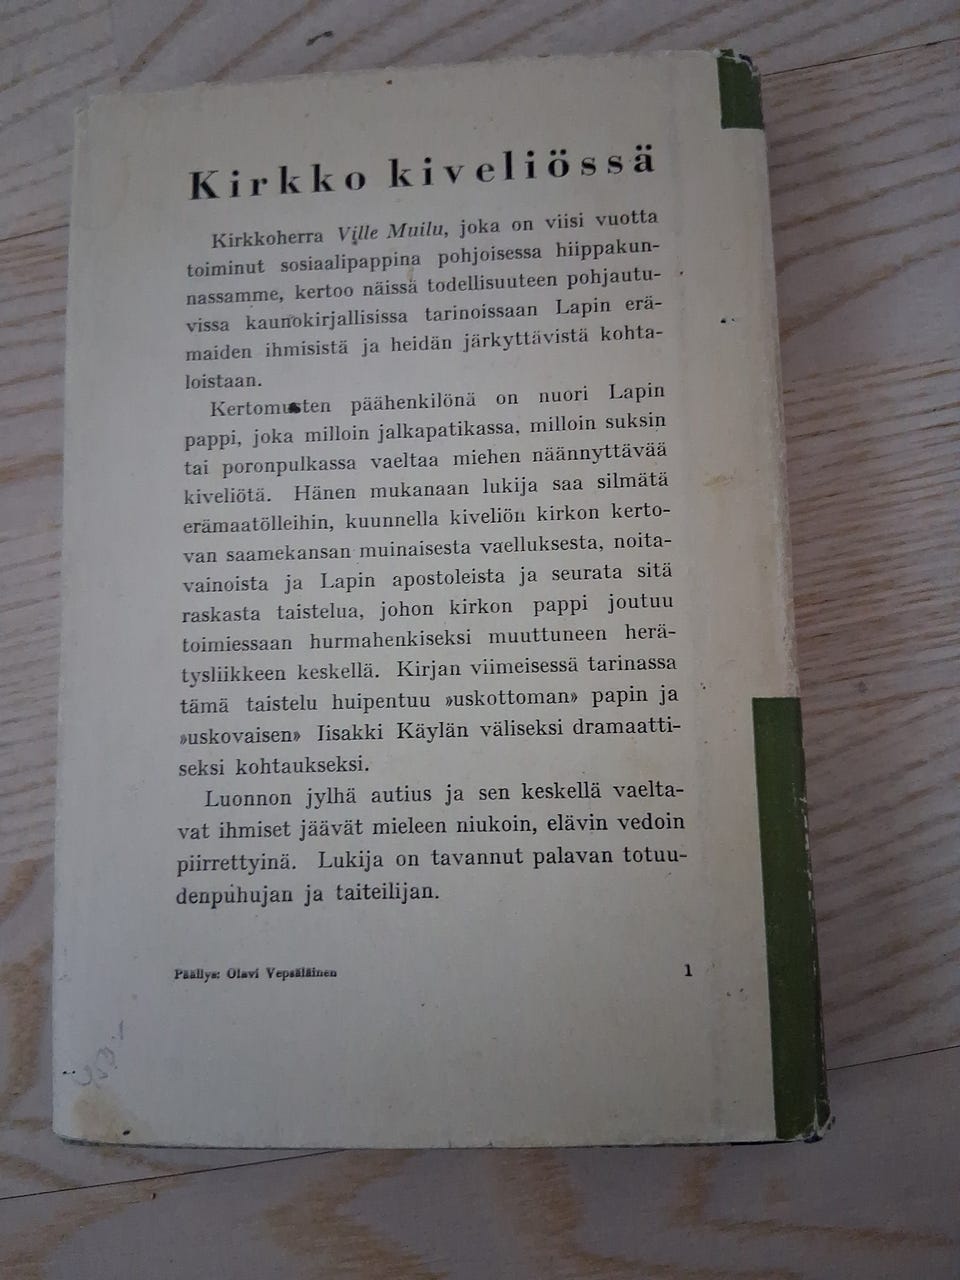 Kirkko kiveliössä
Kirkkoherra Ville Muilu, joka on viisi vuotta
toiminut sosiaalipappina pohjoisessa hiippakun-
nassamme, kertoo näissä todellisuuteen pohjautu-
vissa kaunokirjallisissa tarinoissaan Lapin erä-
maiden ihmisistä ja heidän järkyttävistä kohta-
loistaan.
Kertomusten päähenkilönä on nuori Lapin
pappi, joka milloin jalkapatikassa, milloin suksin
tai poronpulkassa vaeltaa miehen näännyttävää
kiveliötä. Hänen mukanaan lukija saa silmätä
erämaatölleihin, kuunnella kiveliön kirkon kerto-
van saamekansan muinaisesta vaelluksesta, noita-
vainoista ja Lapin apostoleista ja seurata sitä
raskasta taistelua, johon kirkon pappi joutuu
toimiessaan hurmahenkiseksi muuttuneen herä-
tysliikkeen keskellä. Kirjan viimeisessä tarinassa
tämä taistelu huipentuu »uskottoman» papin ja
»uskovaisen» Iisakki Käylän väliseksi dramaatti-
seksi kohtaukseksi.
Luonnon jylhä autius ja sen keskellä vaelta-
vat ihmiset jäävät mieleen niukoin, elävin vedoin
piirrettyinä. Lukija on tavannut palavan totuu-
denpuhujan ja taiteilijan.
Päällys: Olavi Vepsäläinen 1